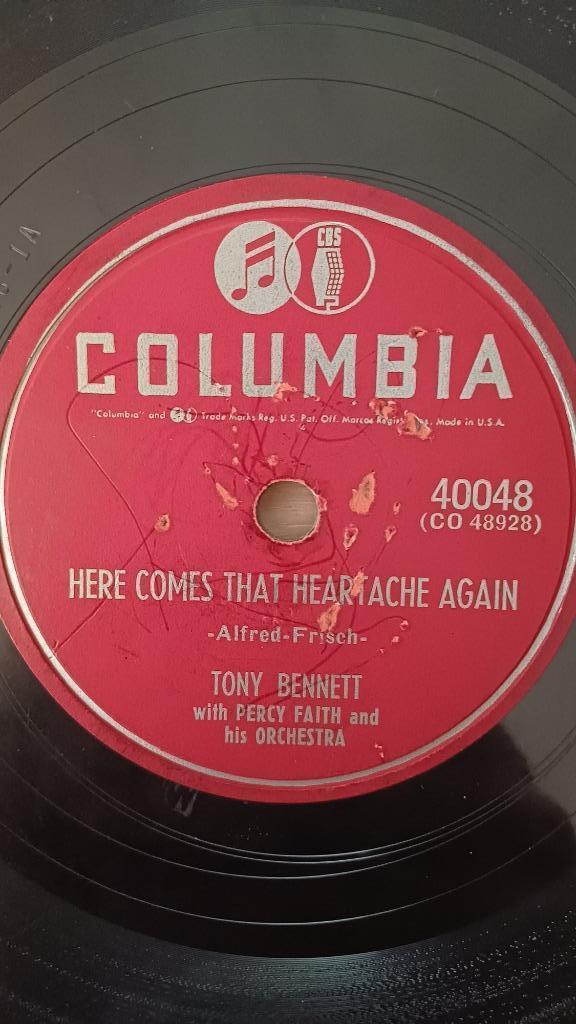 CBS
COLUMBIA
"Columbia" and Trade Marks Reg. U.S. Pat. Off. Marcas Made in U.S.A.
40048
(CO 48928)
HERE COMES THAT HEARTACHE AGAIN
-Alfred-Frisch-
TONY BENNETT
with PERCY FAITH and
his ORCHESTRA